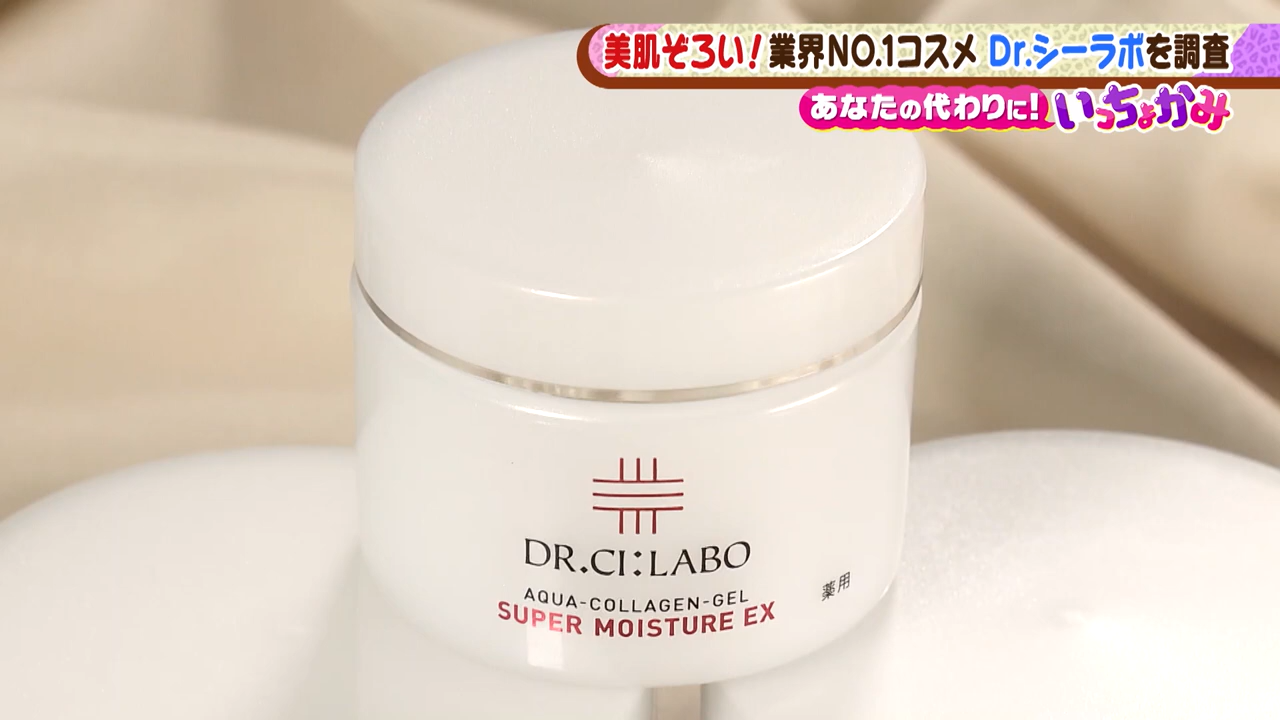 美肌ぞろい!業界NO.1コスメ Dr.シーラボを調査
あなたの代わりに!いっちょかみ
DR.CI:LABO
AQUA-COLLAGEN-GEL
SUPER MOISTURE EX
薬用